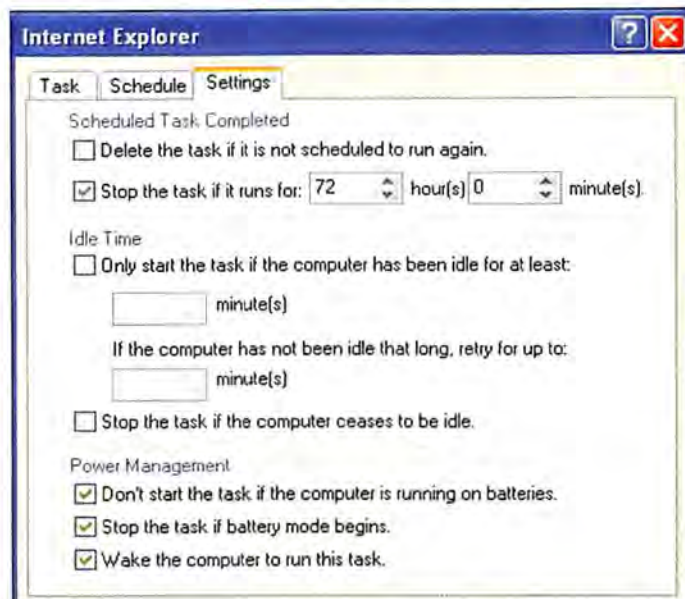 Internet Explorer
Task Schedule Settings
Scheduled Task Completed
Delete the task if it is not scheduled to run again.
Stop the task if it runs for: 72 hour(s) 0 minute(s).
Idle Time
Only start the task if the computer has been idle for at least:
minute(s)
If the computer has not been idle that long, retry for up to:
minute(s)
Stop the task if the computer ceases to be idle.
Power Management
Don't start the task if the computer is running on batteries.
Stop the task if battery mode begins.
Wake the computer to run this task.